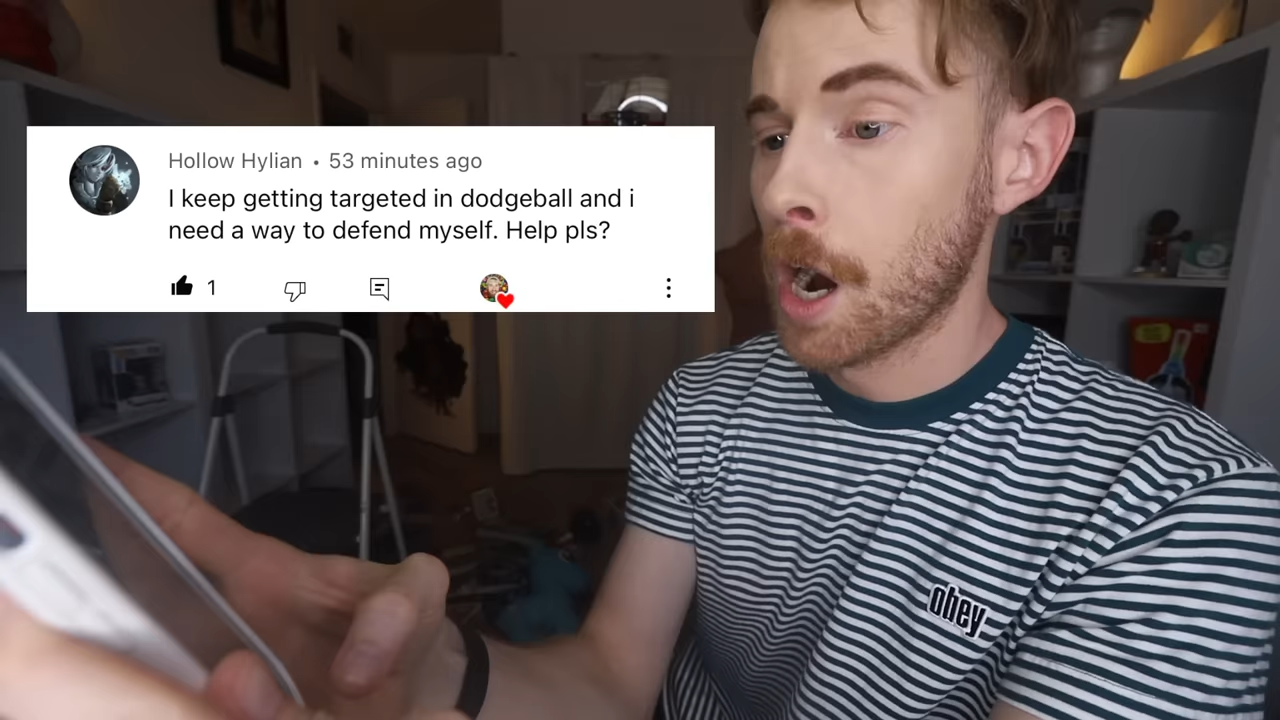 Hollow Hylian • 53 minutes ago
I keep getting targeted in dodgeball and i
need a way to defend myself. Help pls?
1
obey